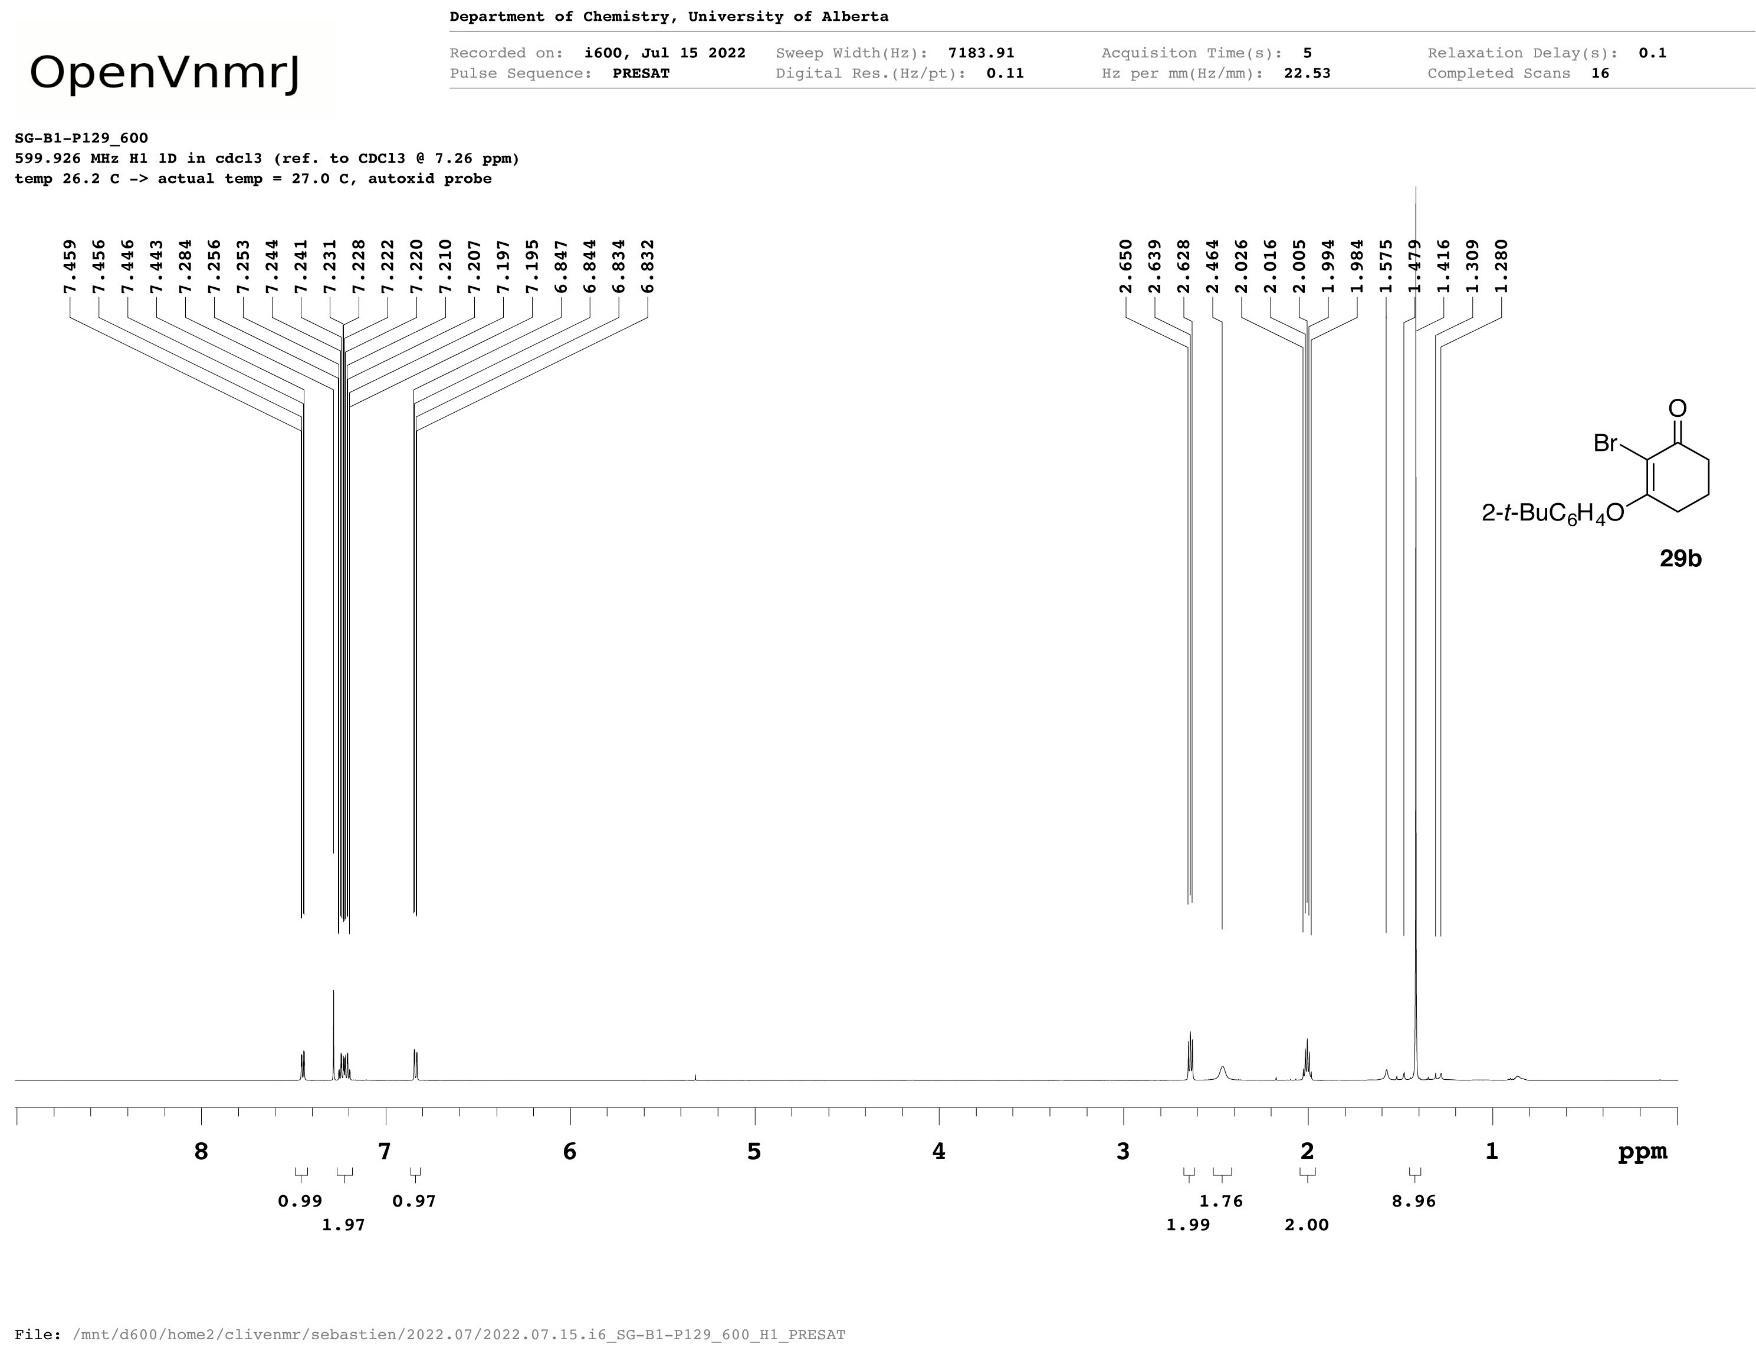 Department of Chemistry, University of Alberta
OpenVnmrJ
Recorded on: i600, Jul 15 2022 Sweep Width(Hz): 7183.91 Acquisiton Time(s): 5 Relaxation Delay(s): 0.1
Pulse Sequence: PRESAT Digital Res.(Hz/pt): 0.11 Hz per mm(Hz/mm): 22.53 Completed Scans 16
SG-B1-P129_600
599.926 MHz H1 1D in cdcl3 (ref. to CDCl3 @ 7.26 ppm)
temp 26.2 C -> actual temp = 27.0 C, autoxid probe
7.459
7.456
7.446
7.443
7.284
7.256
7.253
7.244
7.241
7.231
7.228
7.222
7.220
7.210
7.207
7.197
7.195
6.847
6.844
6.834
6.832
2.650
2.639
2.628
2.464
2.026
2.016
2.005
1.994
1.984
1.575
1.479
1.416
1.309
1.280
O
Br
2-t-BuC6H4O
29b
8 7 6 5 4 3 2 1 ppm
0.99 0.97 1.76 8.96
1.97 1.99 2.00
File: /mnt/d600/home2/clivenmr/sebastien/2022.07/2022.07.15.i6_SG-B1-P129_600_H1_PRESAT